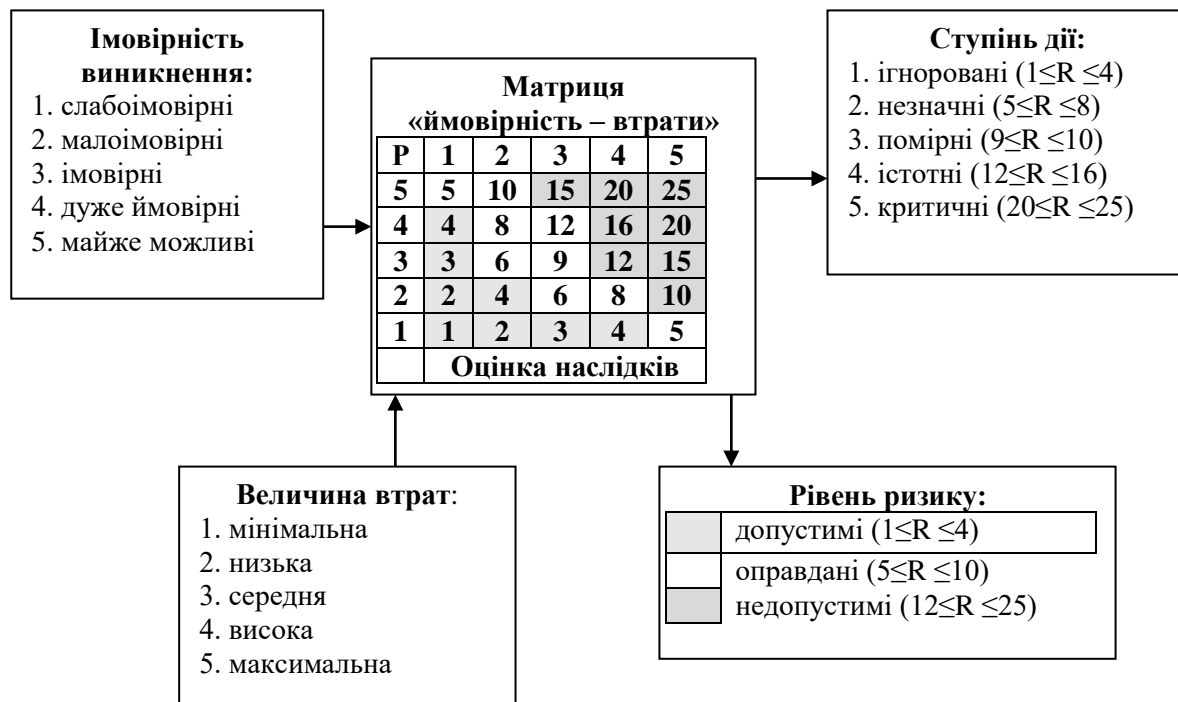 Імовірність
виникнення:
1. слабоімовірні
2. малоімовірні
3. імовірні
4. дуже ймовірні
5. майже можливі
Матриця
«ймовірність – втрати»
P 1 2 3 4 5
5 5 10 15 20 25
4 4 8 12 16 20
3 3 6 9 12 15
2 2 4 6 8 10
1 1 2 3 4 5
Оцінка наслідків
Ступінь дії:
1. ігноровані (1≤R ≤4)
2. незначні (5≤R ≤8)
3. помірні (9≤R ≤10)
4. істотні (12≤R ≤16)
5. критичні (20≤R ≤25)
Величина втрат:
1. мінімальна
2. низька
3. середня
4. висока
5. максимальна
Рівень ризику:
допустимі (1≤R ≤4)
оправдані (5≤R ≤10)
недопустимі (12≤R ≤25)